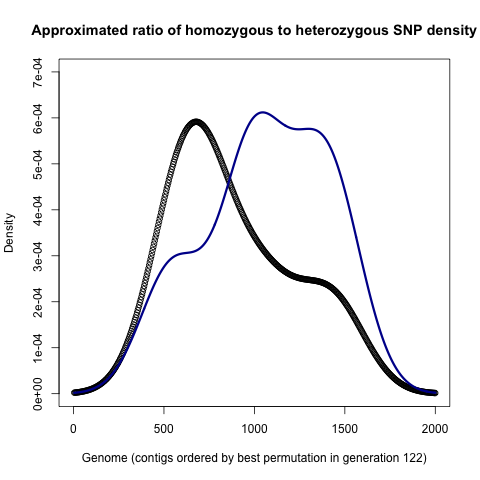 Approximated ratio of homozygous to heterozygous SNP density
7e-04
6e-04
5e-04
4e-04
3e-04
2e-04
1e-04
0e+00
Density
0 500 1000 1500 2000
Genome (contigs ordered by best permutation in generation 122)